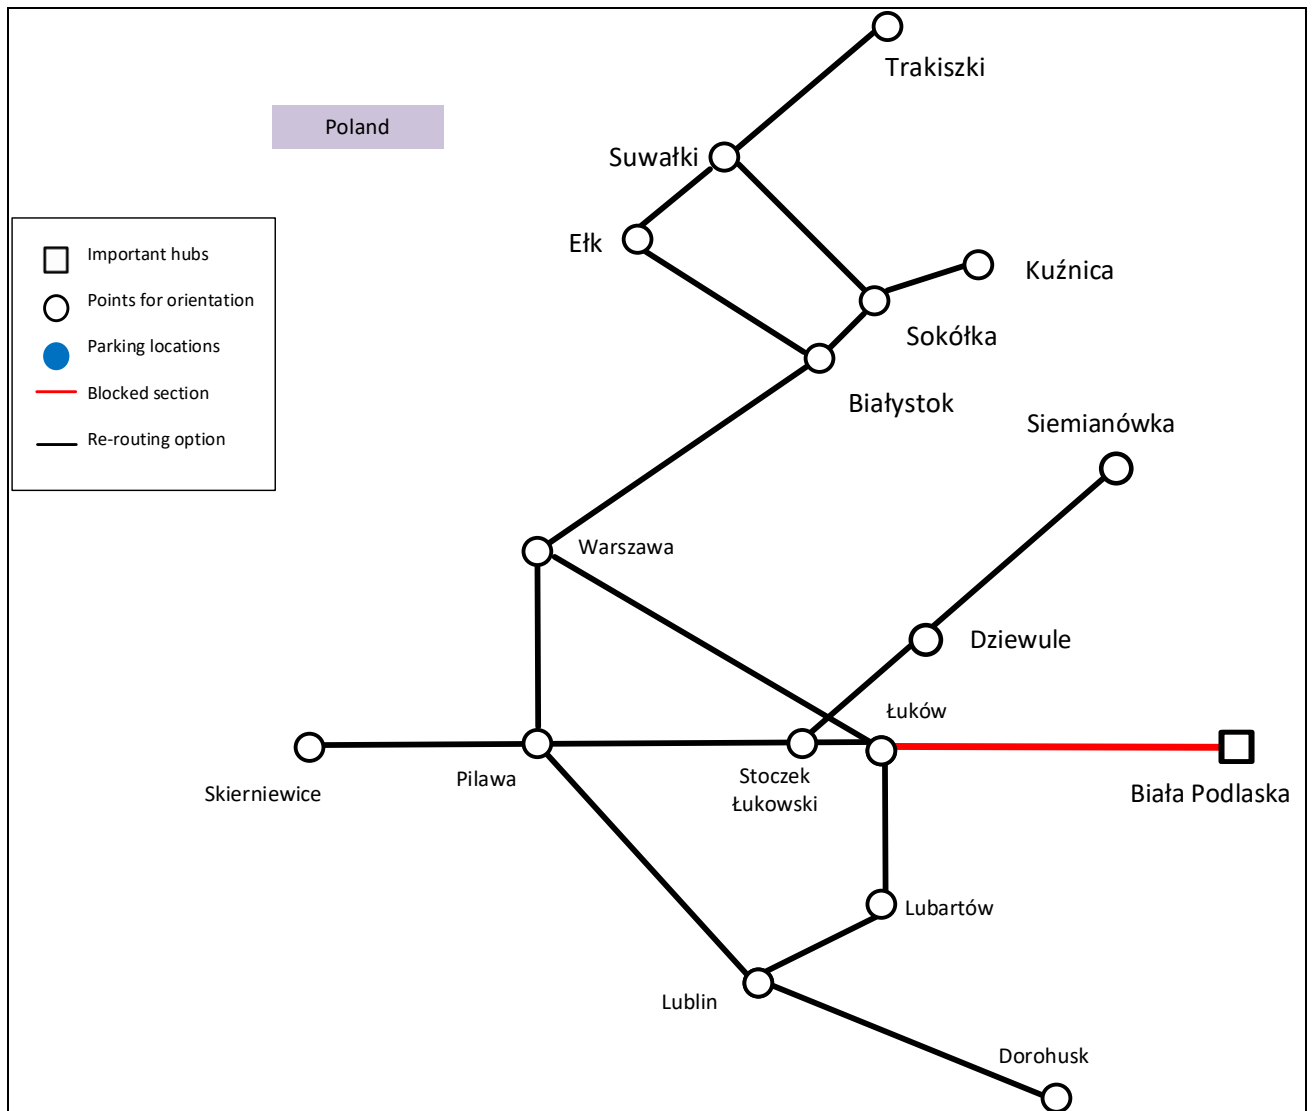 Trakiszki
Poland
Suwałki
Important hubs
Ełk
Kuźnica
Points for orientation
Sokółka
Parking locations
Blocked section
Białystok
Siemianówka
Re-routing option
Warszawa
Dziewule
Łuków
Skierniewice
Pilawa
Stoczek
Łukowski
Biała Podlaska
Lubartów
Lublin
Dorohusk